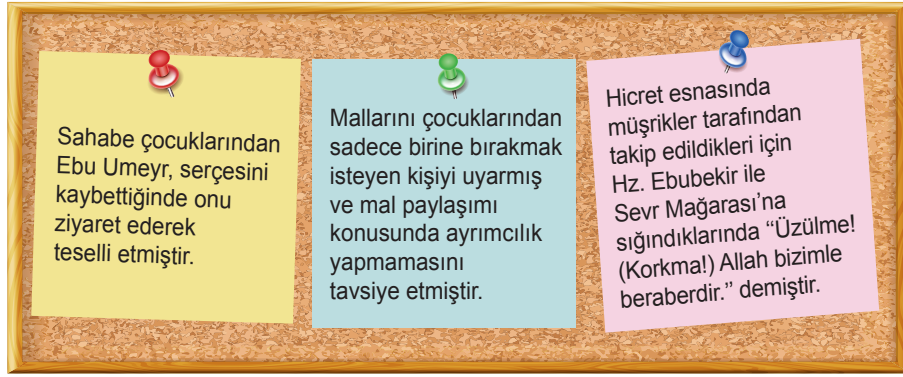 Sahabe çocuklarından
Ebu Umeyr, serçesini
kaybettiğinde onu
ziyaret ederek
teselli etmiştir.
Mallarını çocuklarından
sadece birine bırakmak
isteyen kişiyi uyarmış
ve mal paylaşımı
konusunda ayrımcılık
yapmamasını
tavsiye etmiştir.
Hicret esnasında
müşrikler tarafından
takip edildikleri için
Hz. Ebubekir ile
Sevr Mağarası’na
sığındıklarında “Üzülme!
(Korkma!) Allah bizimle
beraberdir.” demiştir.